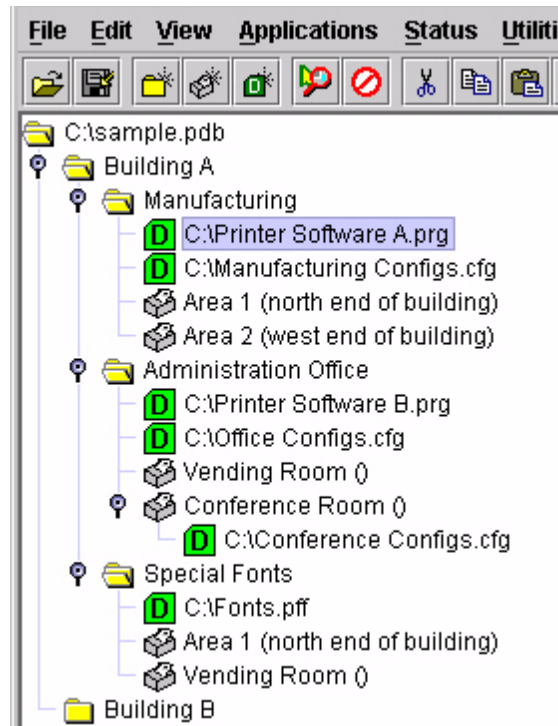 File Edit View Applications Status Utiliti
C:\sample.pdb
Building A
Manufacturing
D C:\Printer Software A.prg
D C:\Manufacturing Configs.cfg
Area 1 (north end of building)
Area 2 (west end of building)
Administration Office
D C:\Printer Software B.prg
D C:\Office Configs.cfg
Vending Room ()
Conference Room ()
D C:\Conference Configs.cfg
Special Fonts
D C:\Fonts.pff
Area 1 (north end of building)
Vending Room ()
Building B